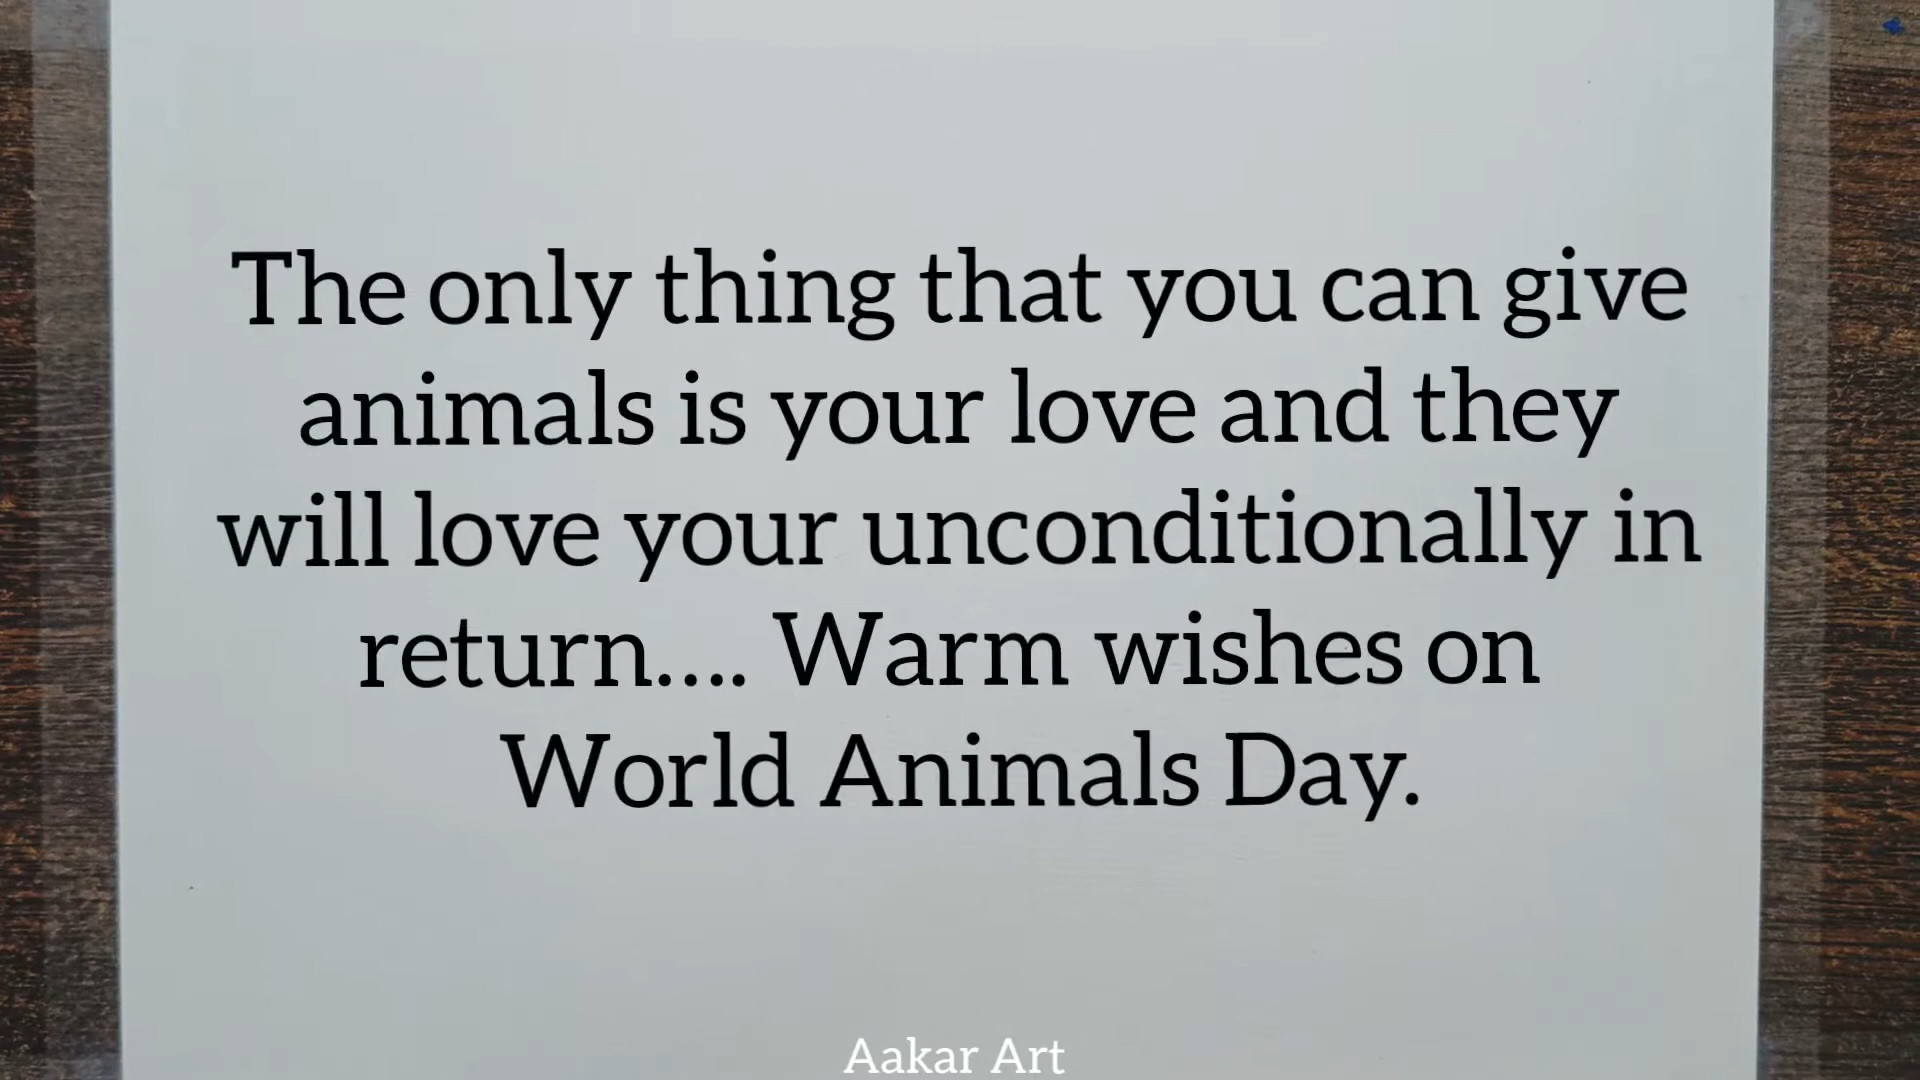 The only thing that you can give
animals is your love and they
will love your unconditionally in
return.... Warm wishes on
World Animals Day.
Aakar Art